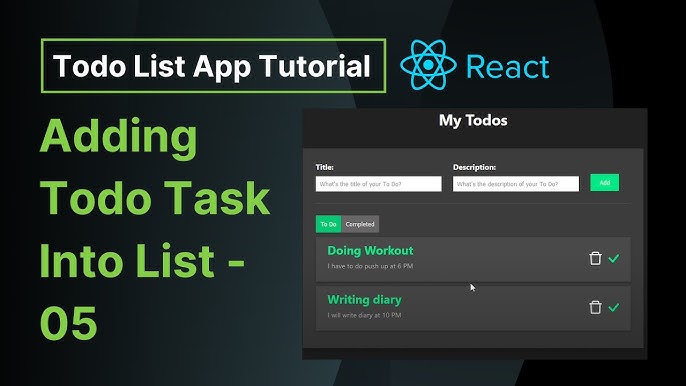 Todo List App Tutorial
React
Adding
Todo Task
Into List -
05
My Todos
Title:
Description:
What's the title of your To Do?
What's the description of your To Do?
Add
To Do
Completed
Doing Workout
I have to do push up at 6 PM
Writing diary
I will write diary at 10 PM